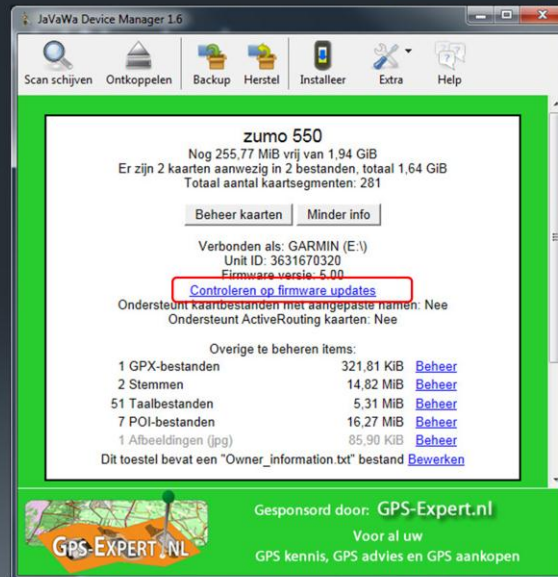 JaVaWa Device Manager 1.6
Scan schijven Ontkoppelen Backup Herstel Installeer Extra Help
zumo 550
Nog 255,77 MiB vrij van 1,94 GiB
Er zijn 2 kaarten aanwezig in 2 bestanden, totaal 1,64 GiB
Totaal aantal kaartsegmenten: 281
Beheer kaarten Minder info
Verbonden als: GARMIN (E:\)
Unit ID: 3631670320
Firmware versie: 5.00
Controleren op firmware updates
Ondersteunt kaartbestanden met aangepaste namen: Nee
Ondersteunt ActiveRouting kaarten: Nee
Overige te beheren items:
1 GPX-bestanden 321,81 KiB Beheer
2 Stemmen 14,82 MiB Beheer
51 Taalbestanden 5,31 MiB Beheer
7 POI-bestanden 16,27 MiB Beheer
1 Afbeeldingen (jpg) 85,90 KiB Beheer
Dit toestel bevat een "Owner_information.txt" bestand Bewerken
GPS-EXPERT.NL
Gesponsord door: GPS-Expert.nl
Voor al uw
GPS kennis, GPS advies en GPS aankopen